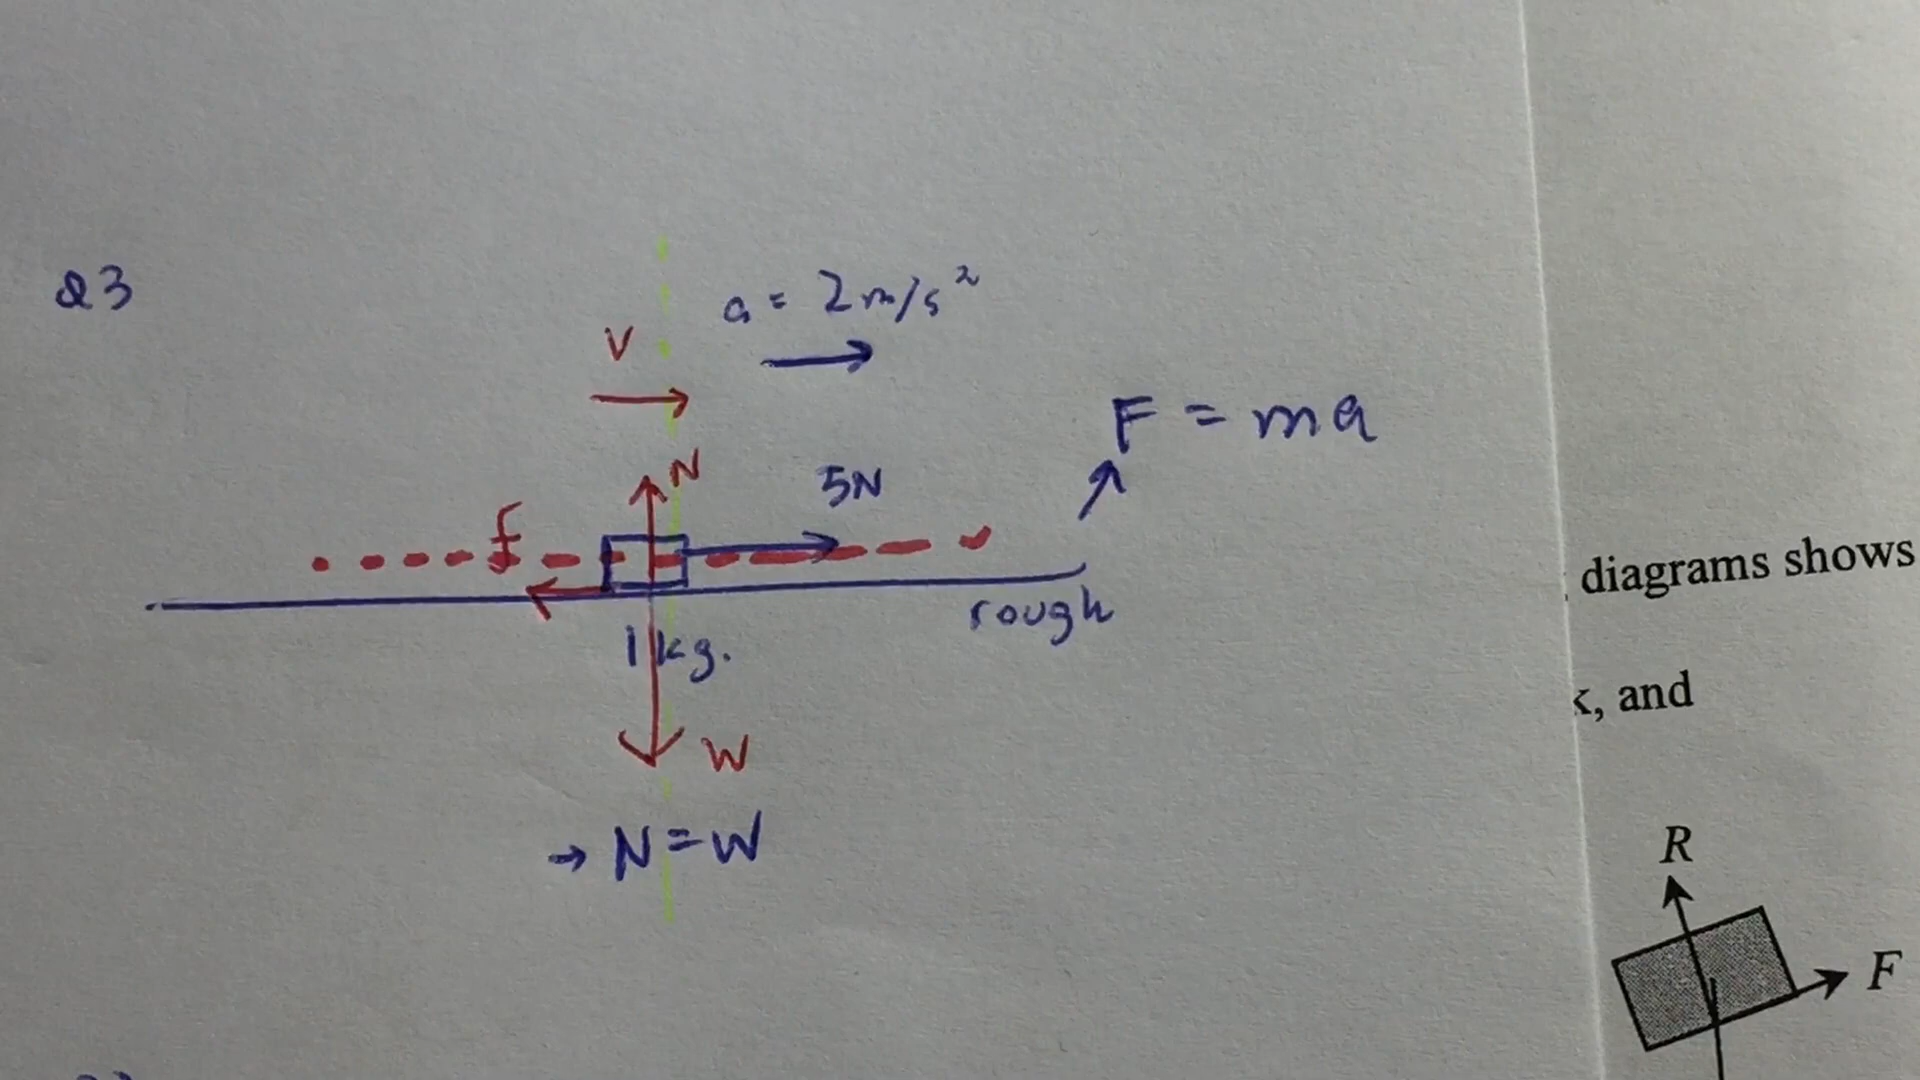 Q3
a = 2m/s²
V
F = ma
N
5N
f
rough
1kg.
W
→ N = W
diagrams shows
k, and
R
F